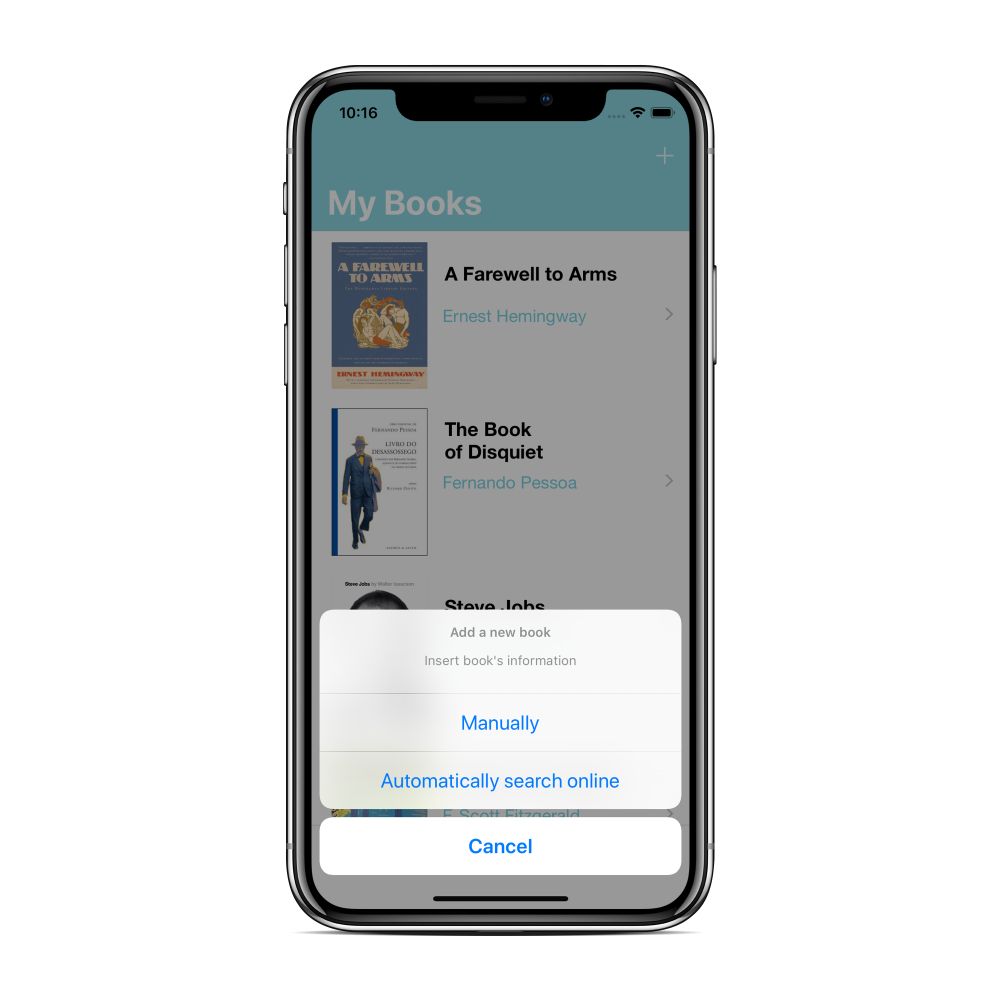 10:16
My Books
A FAREWELL
TO ARMS
ERNEST HEMINGWAY
A Farewell to Arms
Ernest Hemingway
FERNANDO PESSOA
LIVRO DO
DESASSOSSEGO
The Book
of Disquiet
Fernando Pessoa
Steve Jobs by Walter Isaacson
Steve Jobs
Add a new book
Insert book's information
Manually
Automatically search online
F. Scott Fitzgerald
Cancel